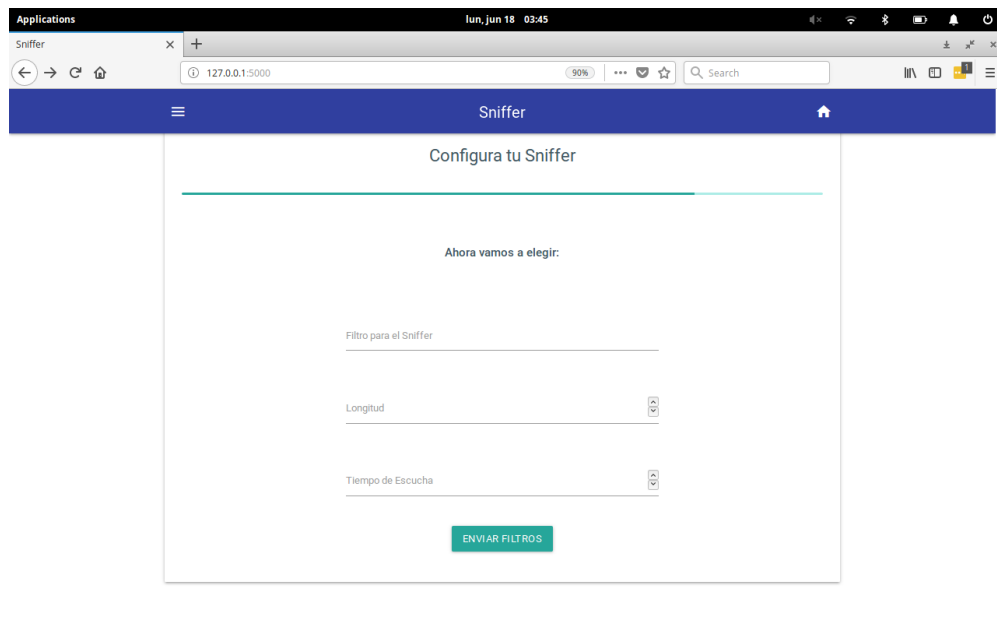 Applications
lun, jun 18 03:45
Sniffer
127.0.0.1:5000
90%
Search
1
Sniffer
Configura tu Sniffer
Ahora vamos a elegir:
Filtro para el Sniffer
Longitud
Tiempo de Escucha
ENVIAR FILTROS